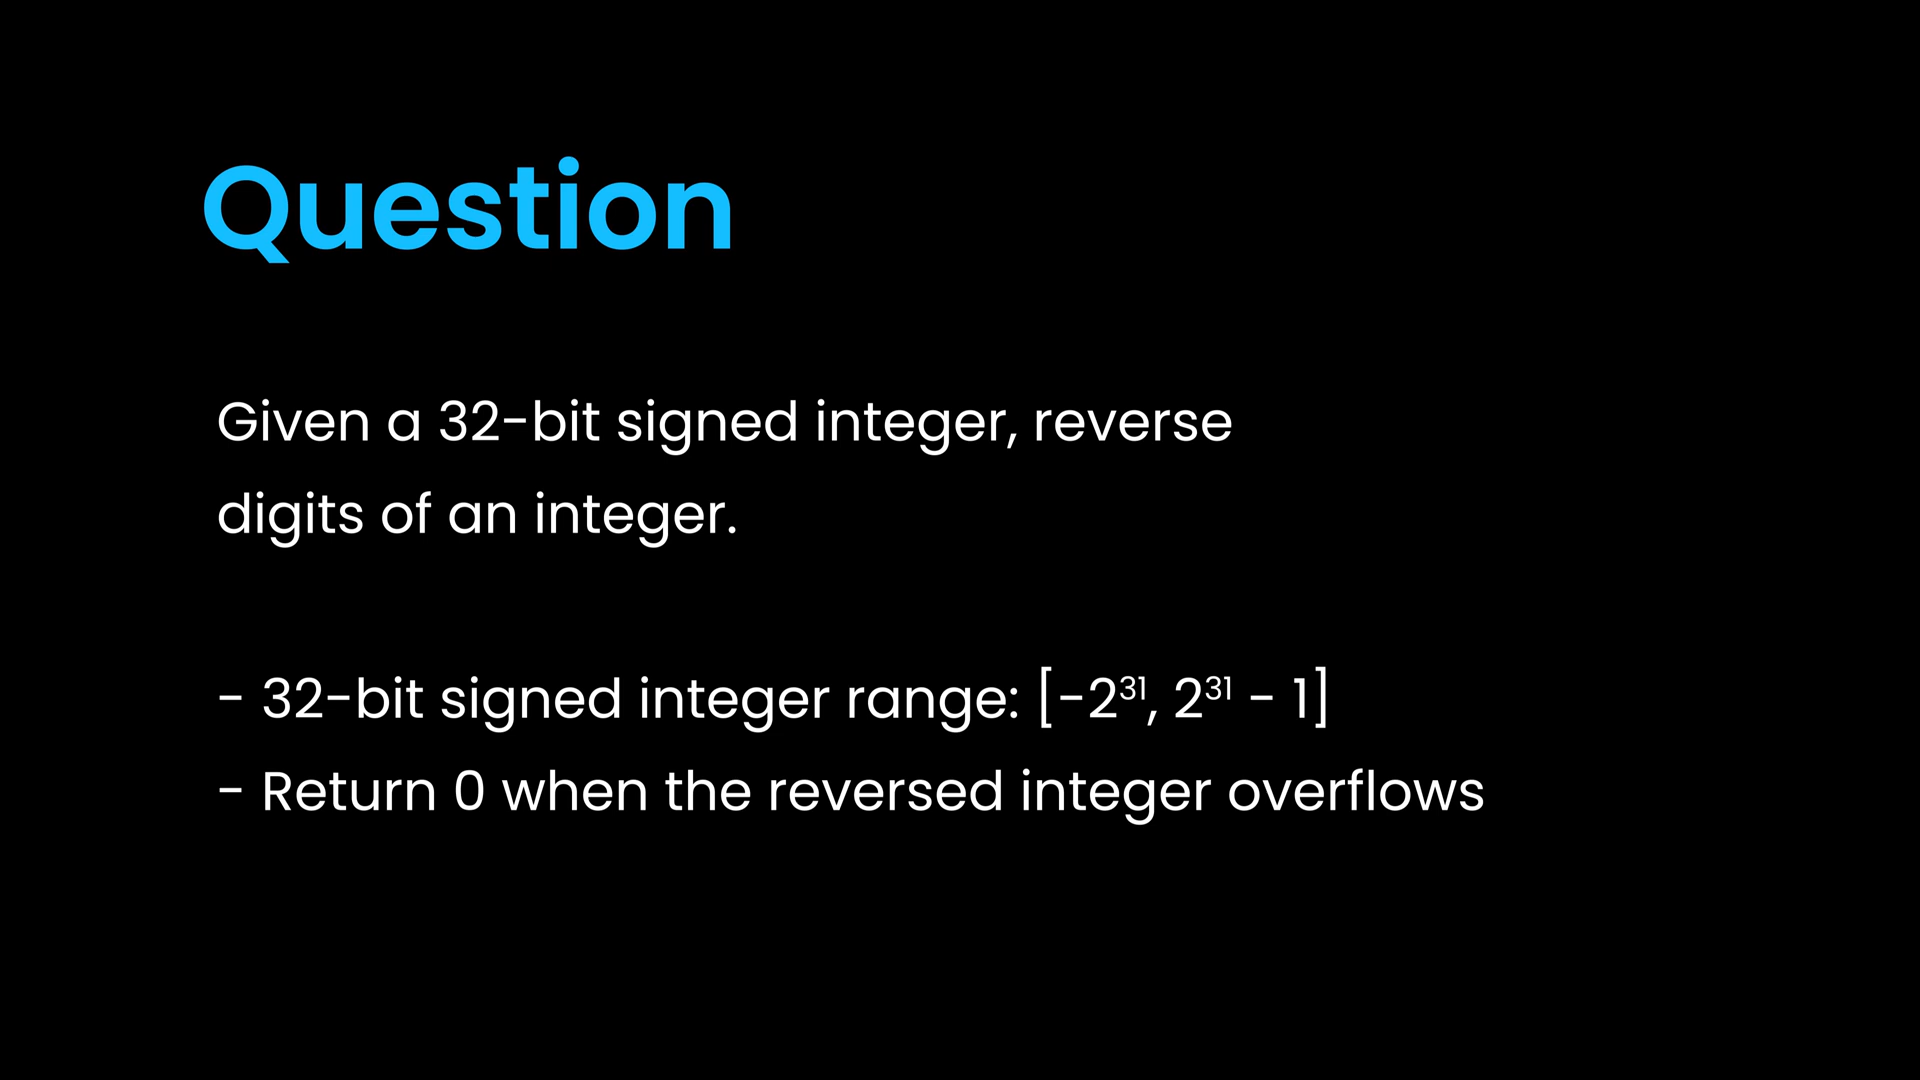 Question
Given a 32-bit signed integer, reverse
digits of an integer.
- 32-bit signed integer range: [-2³¹, 2³¹ - 1]
- Return 0 when the reversed integer overflows